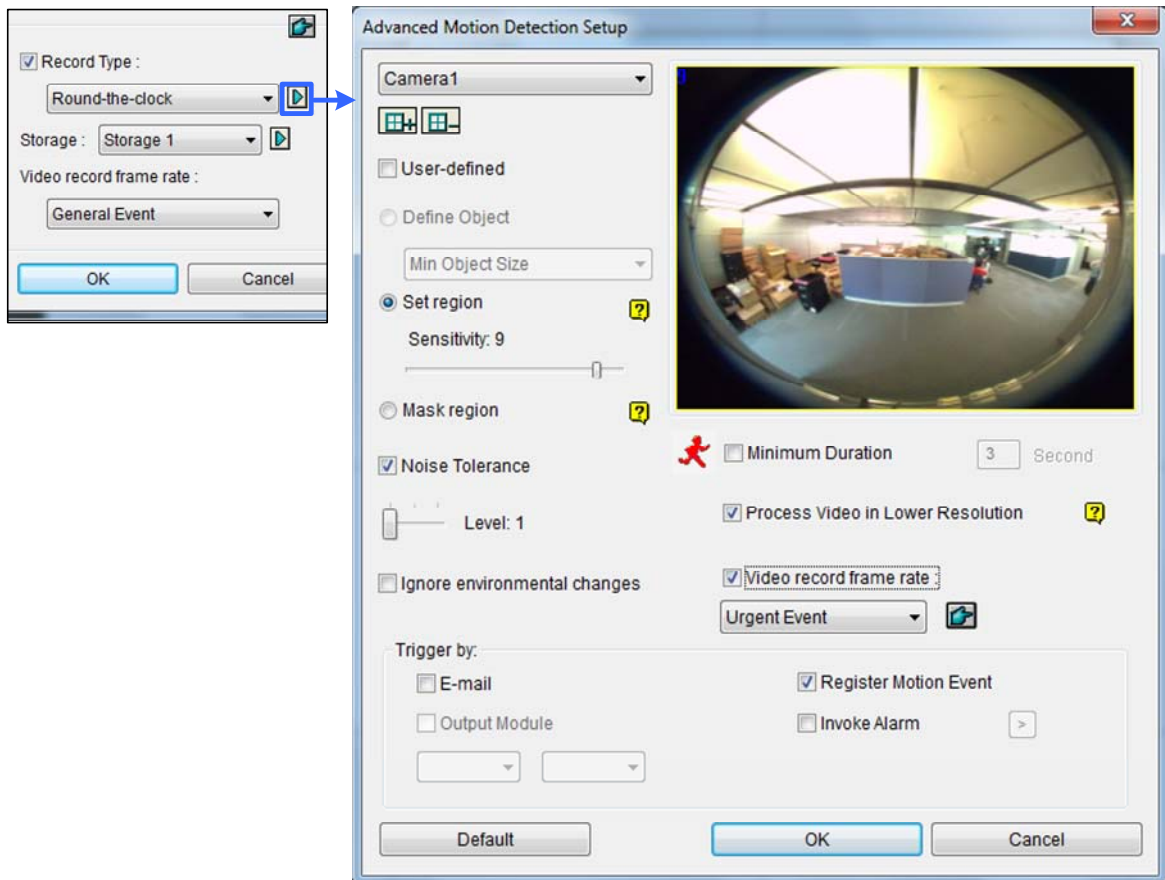 Record Type :
Round-the-clock
Storage : Storage 1
Video record frame rate :
General Event
OK Cancel
Advanced Motion Detection Setup
Camera1
User-defined
Define Object
Min Object Size
Set region
?
Sensitivity: 9
Mask region
?
Noise Tolerance
Level: 1
Ignore environmental changes
Minimum Duration 3 Second
Process Video in Lower Resolution ?
Video record frame rate :
Urgent Event
Trigger by:
E-mail
Register Motion Event
Output Module
Invoke Alarm >
Default OK Cancel